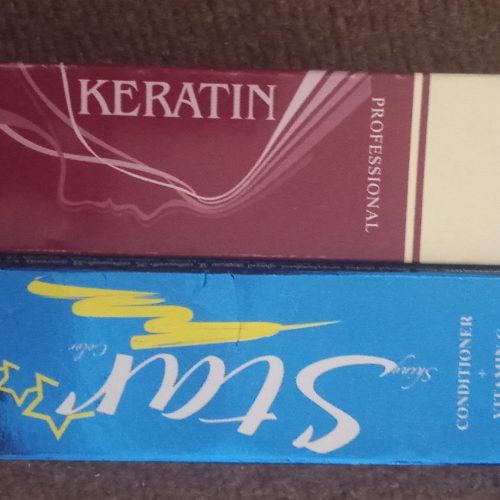 KERATIN
PROFESSIONAL
Shiny
Star
Color
CONDITIONER
+